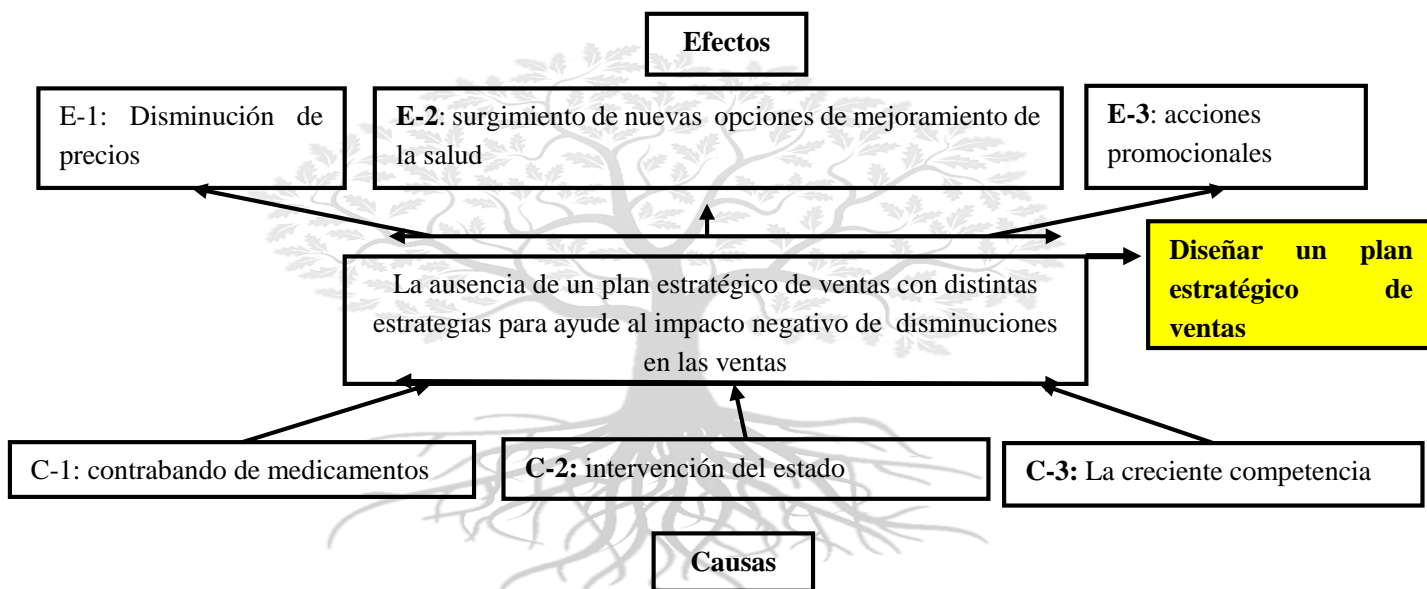 Efectos
E-1: Disminución de
precios
E-2: surgimiento de nuevas opciones de mejoramiento de
la salud
E-3: acciones
promocionales
Diseñar un plan
estratégico de
ventas
La ausencia de un plan estratégico de ventas con distintas
estrategias para ayude al impacto negativo de disminuciones
en las ventas
C-1: contrabando de medicamentos
C-2: intervención del estado
C-3: La creciente competencia
Causas